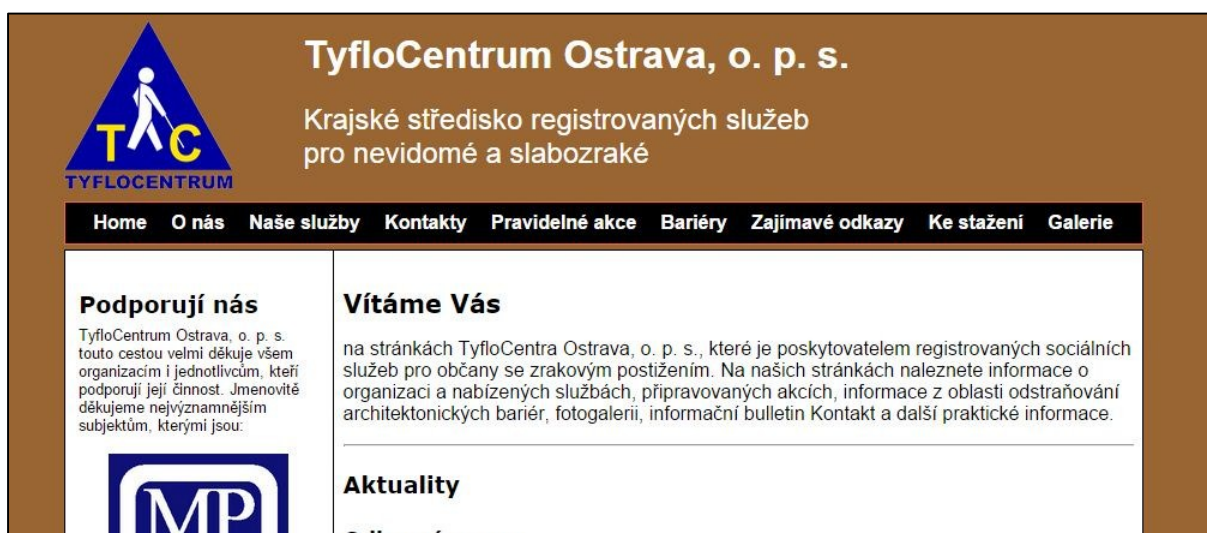 T C
TYFLOCENTRUM
TyfloCentrum Ostrava, o. p. s.
Krajské středisko registrovaných služeb
pro nevidomé a slabozraké
Home O nás Naše služby Kontakty Pravidelné akce Bariéry Zajímavé odkazy Ke stažení Galerie
Podporují nás
TyfloCentrum Ostrava, o. p. s.
touto cestou velmi děkuje všem
organizacím i jednotlivcům, kteří
podporují její činnost. Jmenovitě
děkujeme nejvýznamnějším
subjektům, kterými jsou:
MP
Vítáme Vás
na stránkách TyfloCentra Ostrava, o. p. s., které je poskytovatelem registrovaných sociálních
služeb pro občany se zrakovým postižením. Na našich stránkách naleznete informace o
organizaci a nabízených službách, připravovaných akcích, informace z oblasti odstraňování
architektonických bariér, fotogalerii, informační bulletin Kontakt a další praktické informace.
Aktuality